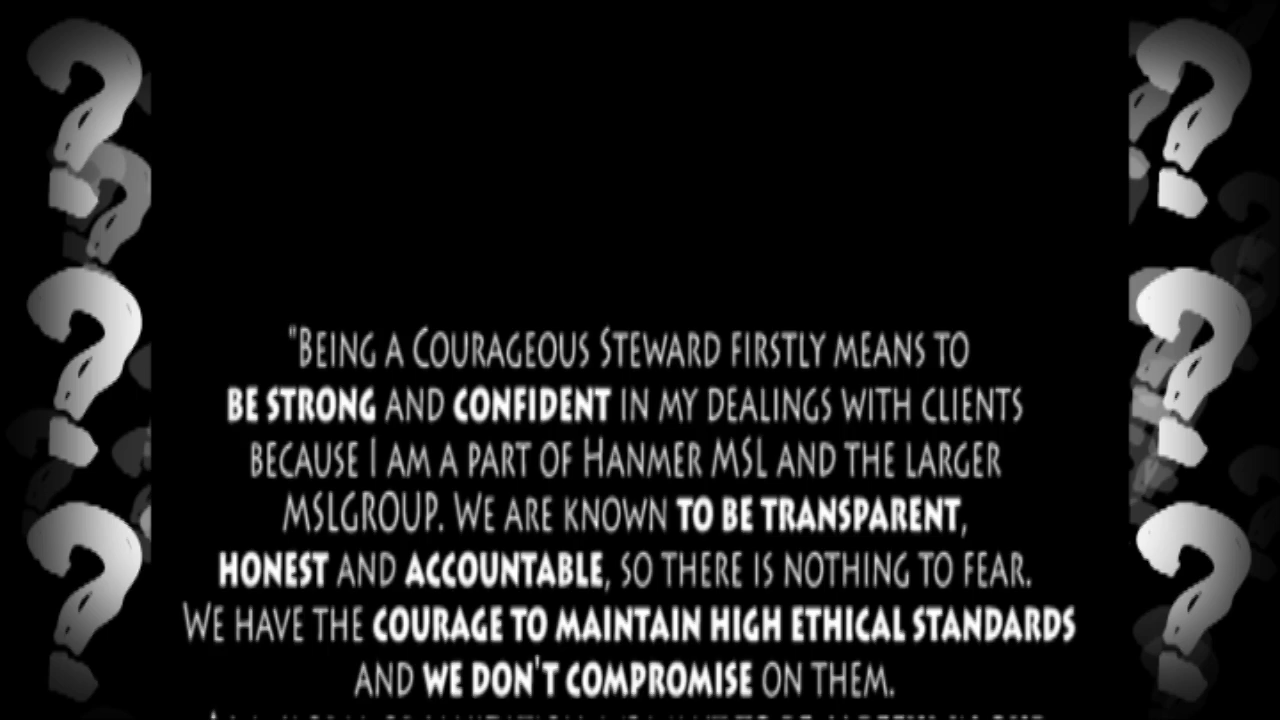 "Being a Courageous Steward firstly means to
be strong and confident in my dealings with clients
because I am a part of Hanmer MSL and the larger
MSLGROUP. We are known to be transparent,
honest and accountable, so there is nothing to fear.
We have the courage to maintain high ethical standards
and we don't compromise on them.